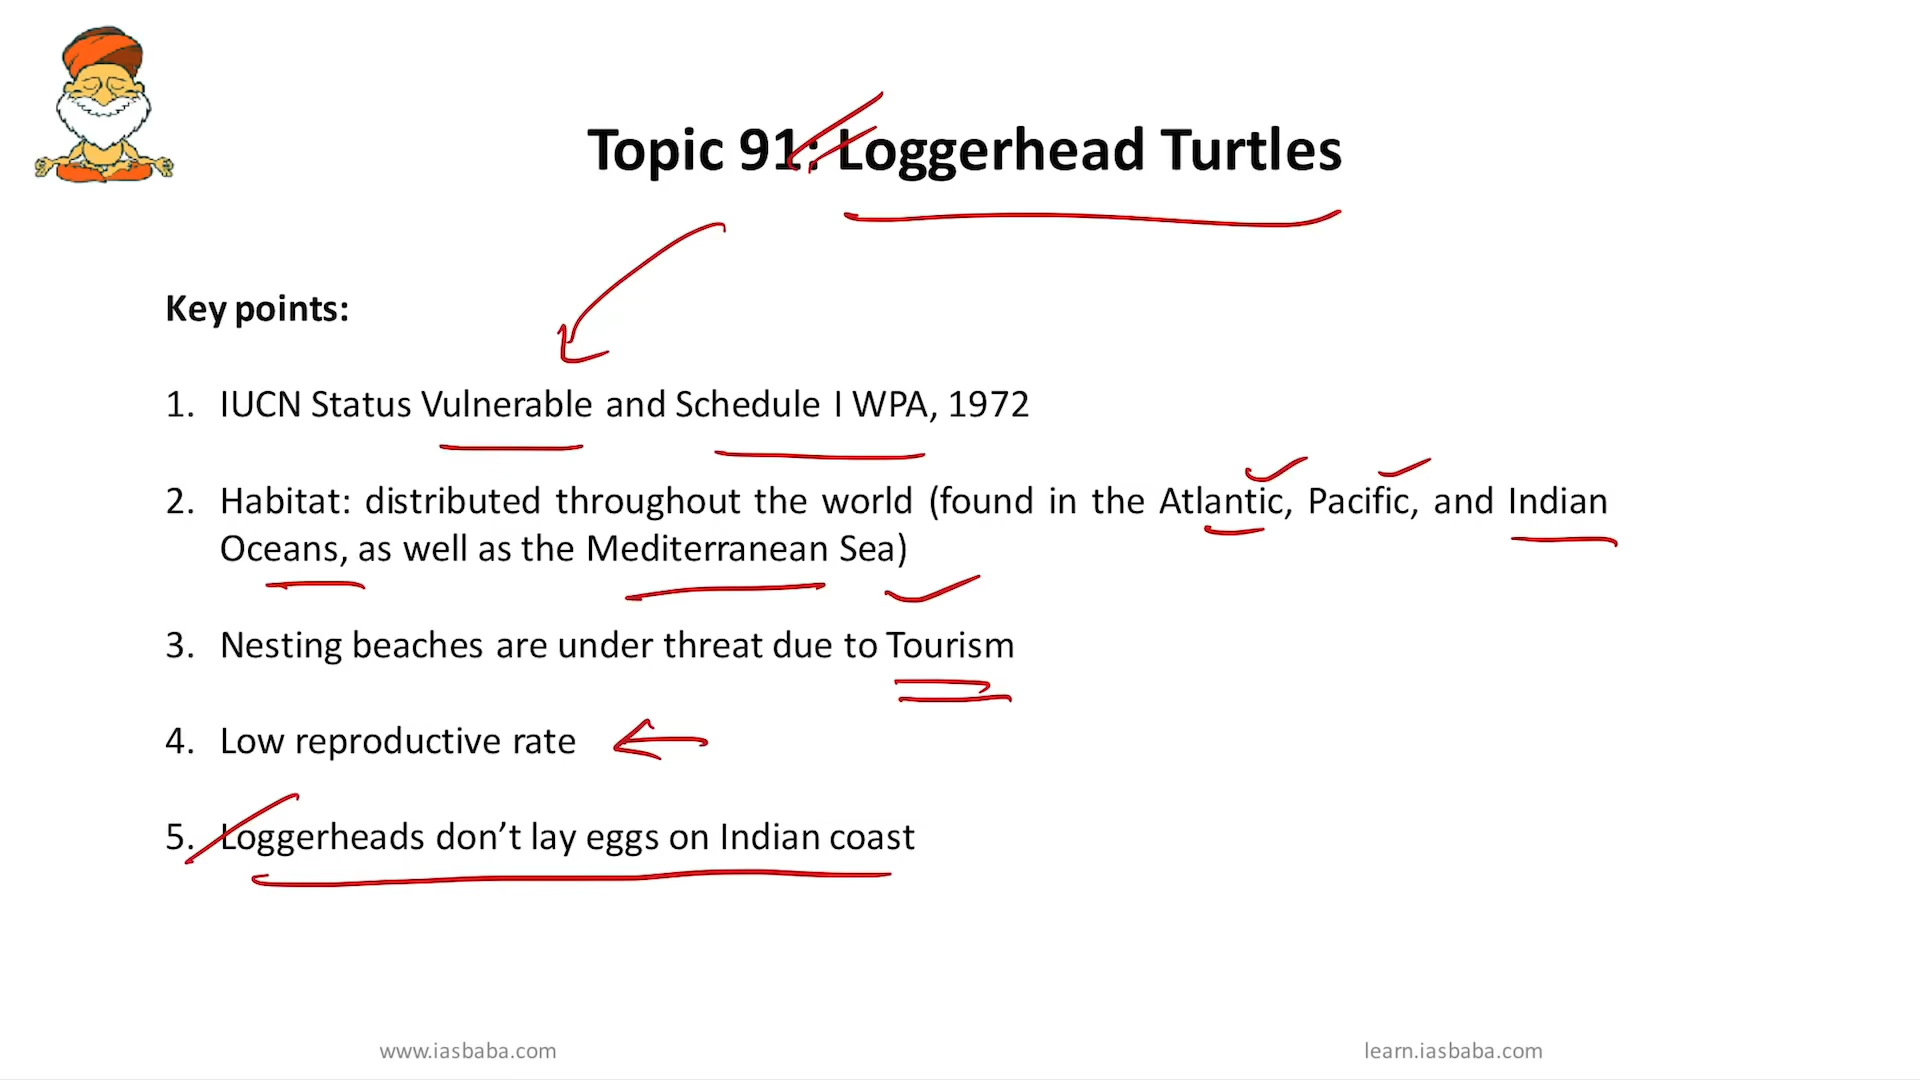 Topic 91: Loggerhead Turtles
Key points:
1. IUCN Status Vulnerable and Schedule I WPA, 1972
2. Habitat: distributed throughout the world (found in the Atlantic, Pacific, and Indian
Oceans, as well as the Mediterranean Sea)
3. Nesting beaches are under threat due to Tourism
4. Low reproductive rate
5. Loggerheads don’t lay eggs on Indian coast
www.iasbaba.com
learn.iasbaba.com